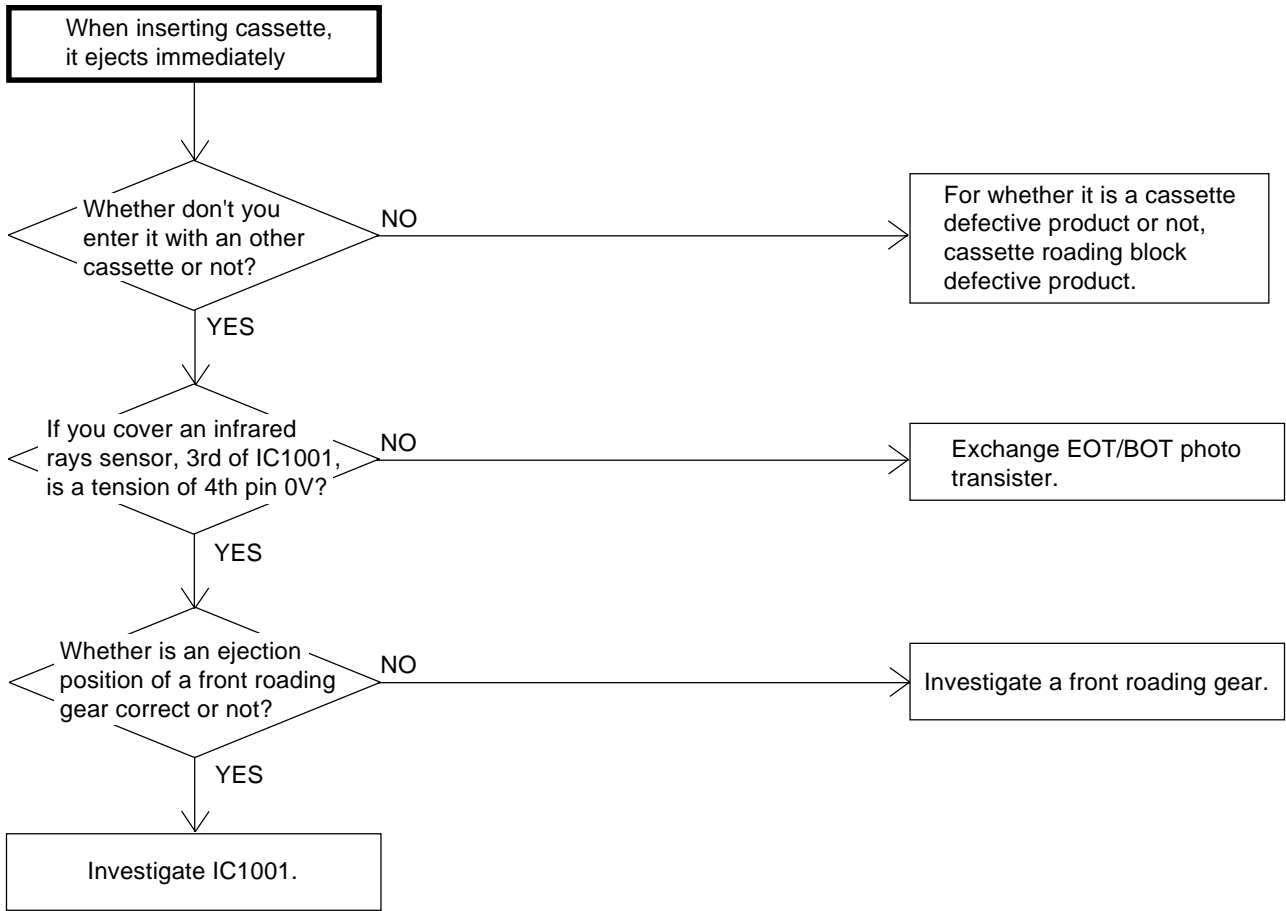 When inserting cassette,
it ejects immediately
Whether don't you
enter it with an other
cassette or not?
NO
For whether it is a cassette
defective product or not,
cassette roading block
defective product.
YES
If you cover an infrared
rays sensor, 3rd of IC1001,
is a tension of 4th pin 0V?
NO
Exchange EOT/BOT photo
transister.
YES
Whether is an ejection
position of a front roading
gear correct or not?
NO
Investigate a front roading gear.
YES
Investigate IC1001.